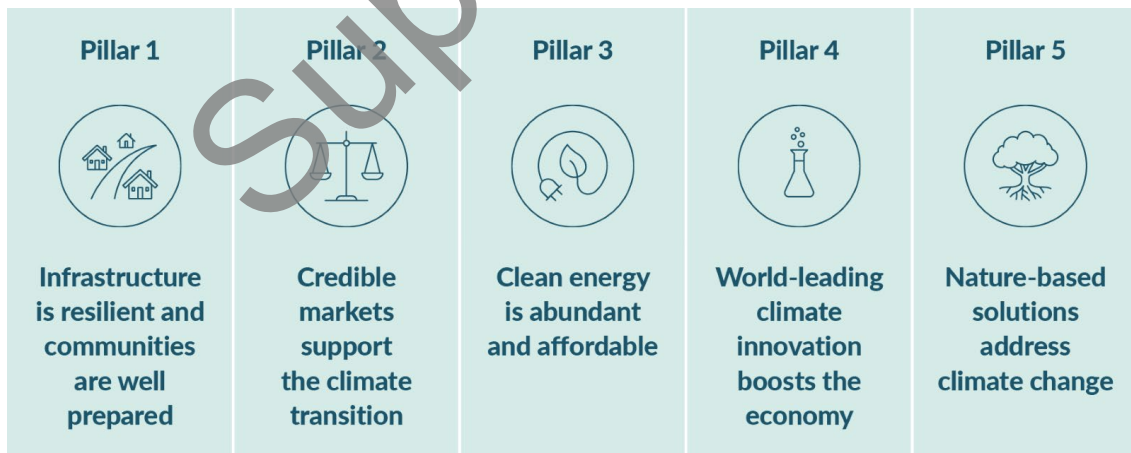 Pillar 1
Infrastructure
is resilient and
communities
are well
prepared
Pillar 2
Credible
markets
support
the climate
transition
Pillar 3
Clean energy
is abundant
and affordable
Pillar 4
World-leading
climate
innovation
boosts the
economy
Pillar 5
Nature-based
solutions
address
climate change
Sup